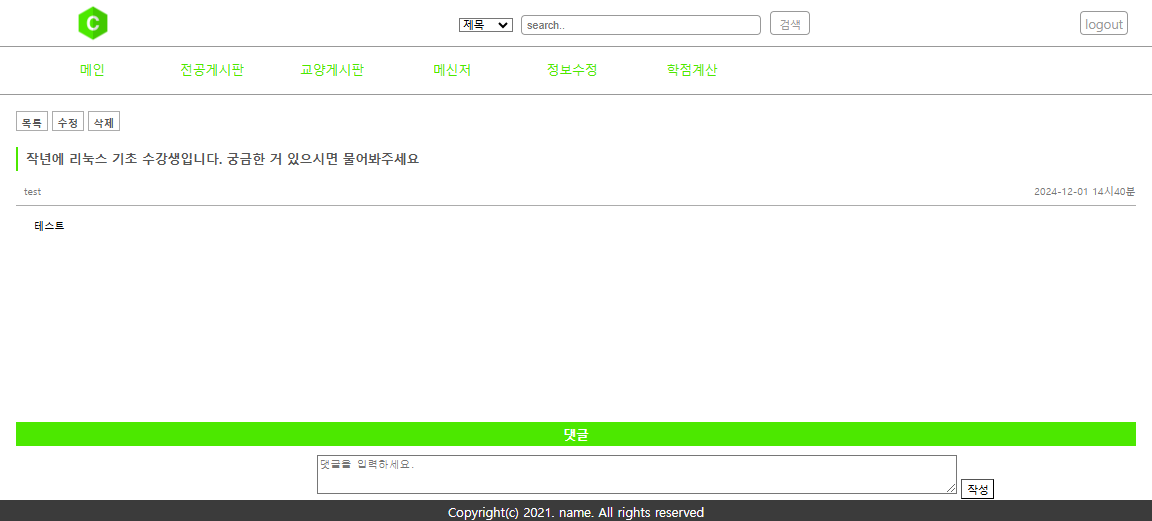 C
제목 search.. 검색 logout
메인 전공게시판 교양게시판 메신저 정보수정 학점계산
목록 수정 삭제
작년에 리눅스 기초 수강생입니다. 궁금한 거 있으시면 물어봐주세요
test 2024-12-01 14시40분
테스트
댓글
댓글을 입력하세요.
작성
Copyright(c) 2021. name. All rights reserved